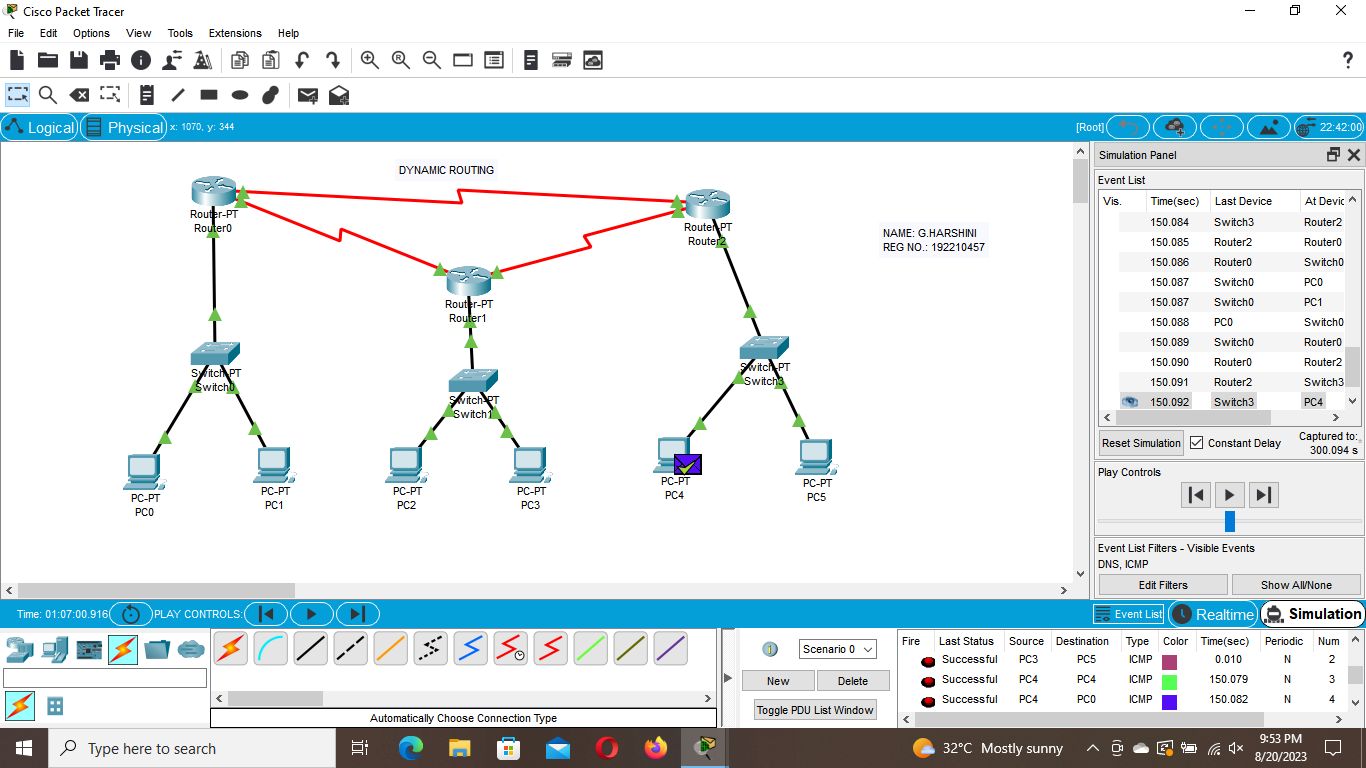 Cisco Packet Tracer
File Edit Options View Tools Extensions Help
?
Logical Physical x: 1070, y: 344 [Root] 22:42:00
DYNAMIC ROUTING
Router-PT
Router0
Router-PT
Router2
NAME: G.HARSHINI
REG NO.: 192210457
Router-PT
Router1
Switch-PT
Switch0
Switch-PT
Switch1
Switch-PT
Switch3
PC-PT
PC0
PC-PT
PC1
PC-PT
PC2
PC-PT
PC3
PC-PT
PC4
PC-PT
PC5
Simulation Panel
Event List
Vis. Time(sec) Last Device At Devic
150.084 Switch3 Router2
150.085 Router2 Router0
150.086 Router0 Switch0
150.087 Switch0 PC0
150.087 Switch0 PC1
150.088 PC0 Switch0
150.089 Switch0 Router0
150.090 Router0 Router2
150.091 Router2 Switch3
150.092 Switch3 PC4
Reset Simulation Constant Delay Captured to:
300.094 s
Play Controls
Event List Filters - Visible Events
DNS, ICMP
Edit Filters Show All/None
Time: 01:07:00.916 PLAY CONTROLS: Event List Realtime Simulation
Automatically Choose Connection Type
Scenario 0
New Delete
Toggle PDU List Window
Fire Last Status Source Destination Type Color Time(sec) Periodic Num
Successful PC3 PC5 ICMP 0.010 N 2
Successful PC4 PC4 ICMP 150.079 N 3
Successful PC4 PC0 ICMP 150.082 N 4
Type here to search
32°C Mostly sunny
9:53 PM
8/20/2023